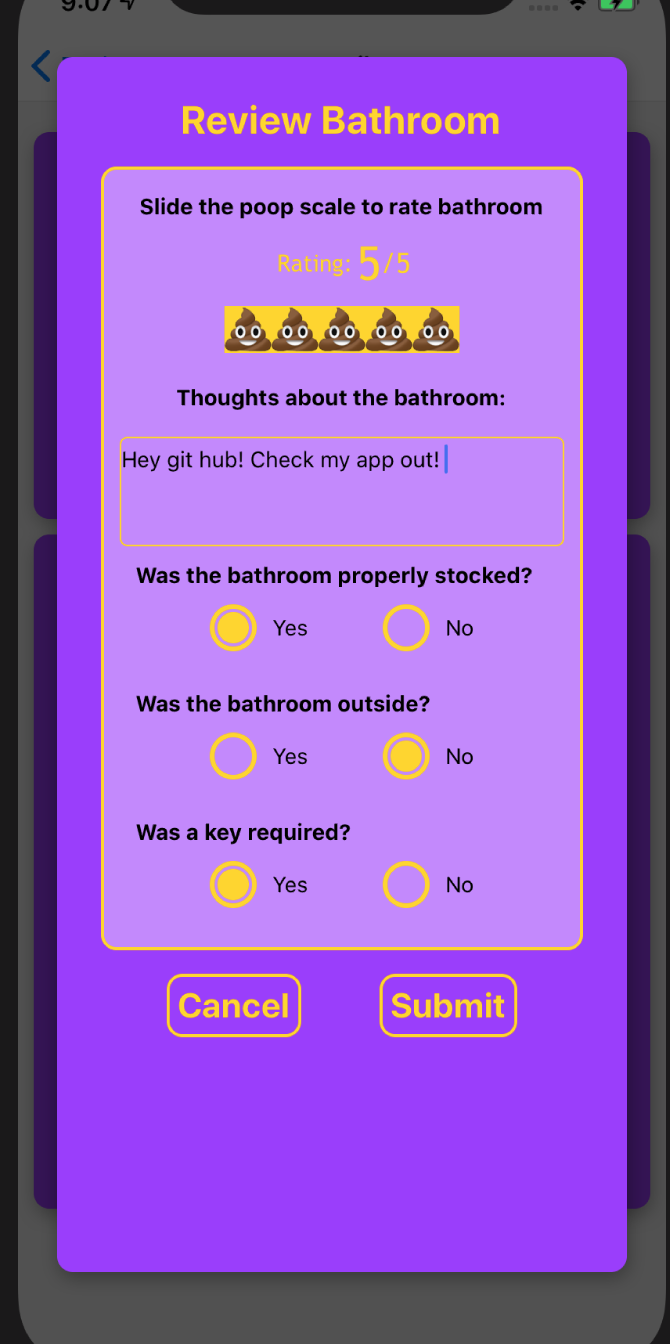 9:07
Review Bathroom
Slide the poop scale to rate bathroom
Rating: 5/5
Thoughts about the bathroom:
Hey git hub! Check my app out!
Was the bathroom properly stocked?
Yes No
Was the bathroom outside?
Yes No
Was a key required?
Yes No
Cancel Submit